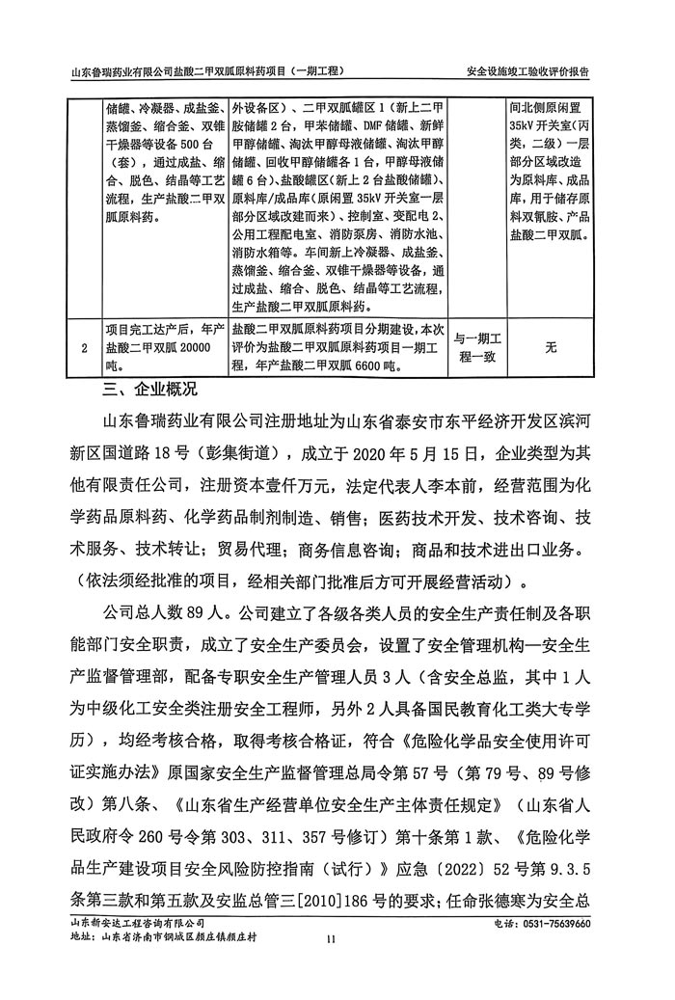 山东鲁瑞药业有限公司盐酸二甲双胍原料药项目（一期工程）
安全设施竣工验收评价报告
储罐、冷凝器、成盐釜、
蒸馏釜、缩合釜、双锥
干燥器等设备 500 台
（套），通过成盐、缩
合、脱色、结晶等工艺
流程，生产盐酸二甲双
胍原料药。
外设备区）、二甲双胍罐区 1（新上二甲
胺储罐 2 台，甲苯储罐、DMF 储罐、新鲜
甲醇储罐、淘汰甲醇母液储罐、淘汰甲醇
储罐、回收甲醇储罐各 1 台，甲醇母液储
罐 6 台）、盐酸罐区（新上 2 台盐酸储罐）、
原料库/成品库（原闲置 35kV 开关室一层
部分区域改建而来）、控制室、变配电 2、
公用工程配电室、消防泵房、消防水池、
消防水箱等。车间新上冷凝器、成盐釜、
蒸馏釜、缩合釜、双锥干燥器等设备，通
过成盐、缩合、脱色、结晶等工艺流程，
生产盐酸二甲双胍原料药。
间北侧原闲置
35kV 开关室（丙
类，二级）一层
部分区域改造
为原料库、成品
库，用于储存原
料双氰胺、产品
盐酸二甲双胍。
2
项目完工达产后，年产
盐酸二甲双胍 20000
吨。
盐酸二甲双胍原料药项目分期建设，本次
评价为盐酸二甲双胍原料药项目一期工
程，年产盐酸二甲双胍 6600 吨。
与一期工
程一致
无
三、企业概况
山东鲁瑞药业有限公司注册地址为山东省泰安市东平经济开发区滨河
新区国道路 18 号（彭集街道），成立于 2020 年 5 月 15 日，企业类型为其
他有限责任公司，注册资本壹仟万元，法定代表人李本前，经营范围为化
学药品原料药、化学药品制剂制造、销售；医药技术开发、技术咨询、技
术服务、技术转让；贸易代理；商务信息咨询；商品和技术进出口业务。
（依法须经批准的项目，经相关部门批准后方可开展经营活动）。
公司总人数 89 人。公司建立了各级各类人员的安全生产责任制及各职
能部门安全职责，成立了安全生产委员会，设置了安全管理机构—安全生
产监督管理部，配备专职安全生产管理人员 3 人（含安全总监，其中 1 人
为中级化工安全类注册安全工程师，另外 2 人具备国民教育化工类大专学
历），均经考核合格，取得考核合格证，符合《危险化学品安全使用许可
证实施办法》原国家安全生产监督管理总局令第 57 号（第 79 号、89 号修
改）第八条、《山东省生产经营单位安全生产主体责任规定》（山东省人
民政府令 260 号令第 303、311、357 号修订）第十条第 1 款、《危险化学
品生产建设项目安全风险防控指南（试行）》应急〔2022〕52 号第 9.3.5
条第三款和第五款及安监总管三[2010]186 号的要求；任命张德寒为安全总
山东新安达工程咨询有限公司
电话：0531-75639660
地址：山东省济南市钢城区颜庄镇颜庄村
11